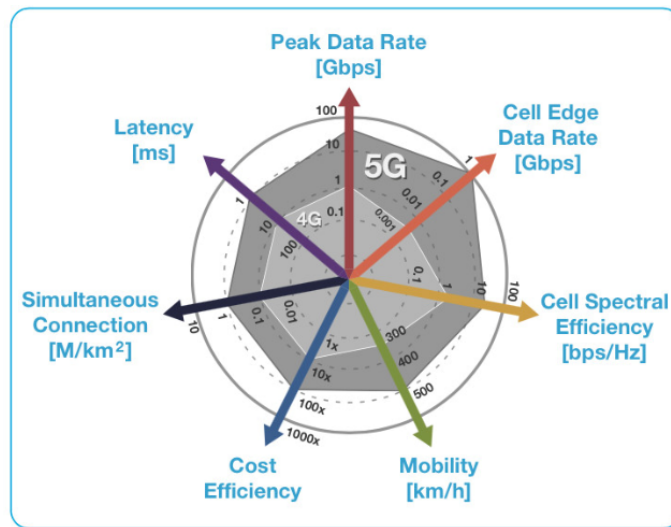 Peak Data Rate
[Gbps]
Cell Edge
Data Rate
[Gbps]
Latency
[ms]
100
10
1
0.1
5G
4G
1
0.1
0.01
0.001
1
10
100
Simultaneous
Connection
[M/km²]
10
1
0.1
0.01
0.1
1
10
100
Cell Spectral
Efficiency
[bps/Hz]
1x
10x
100x
1000x
300
400
500
Cost
Efficiency
Mobility
[km/h]